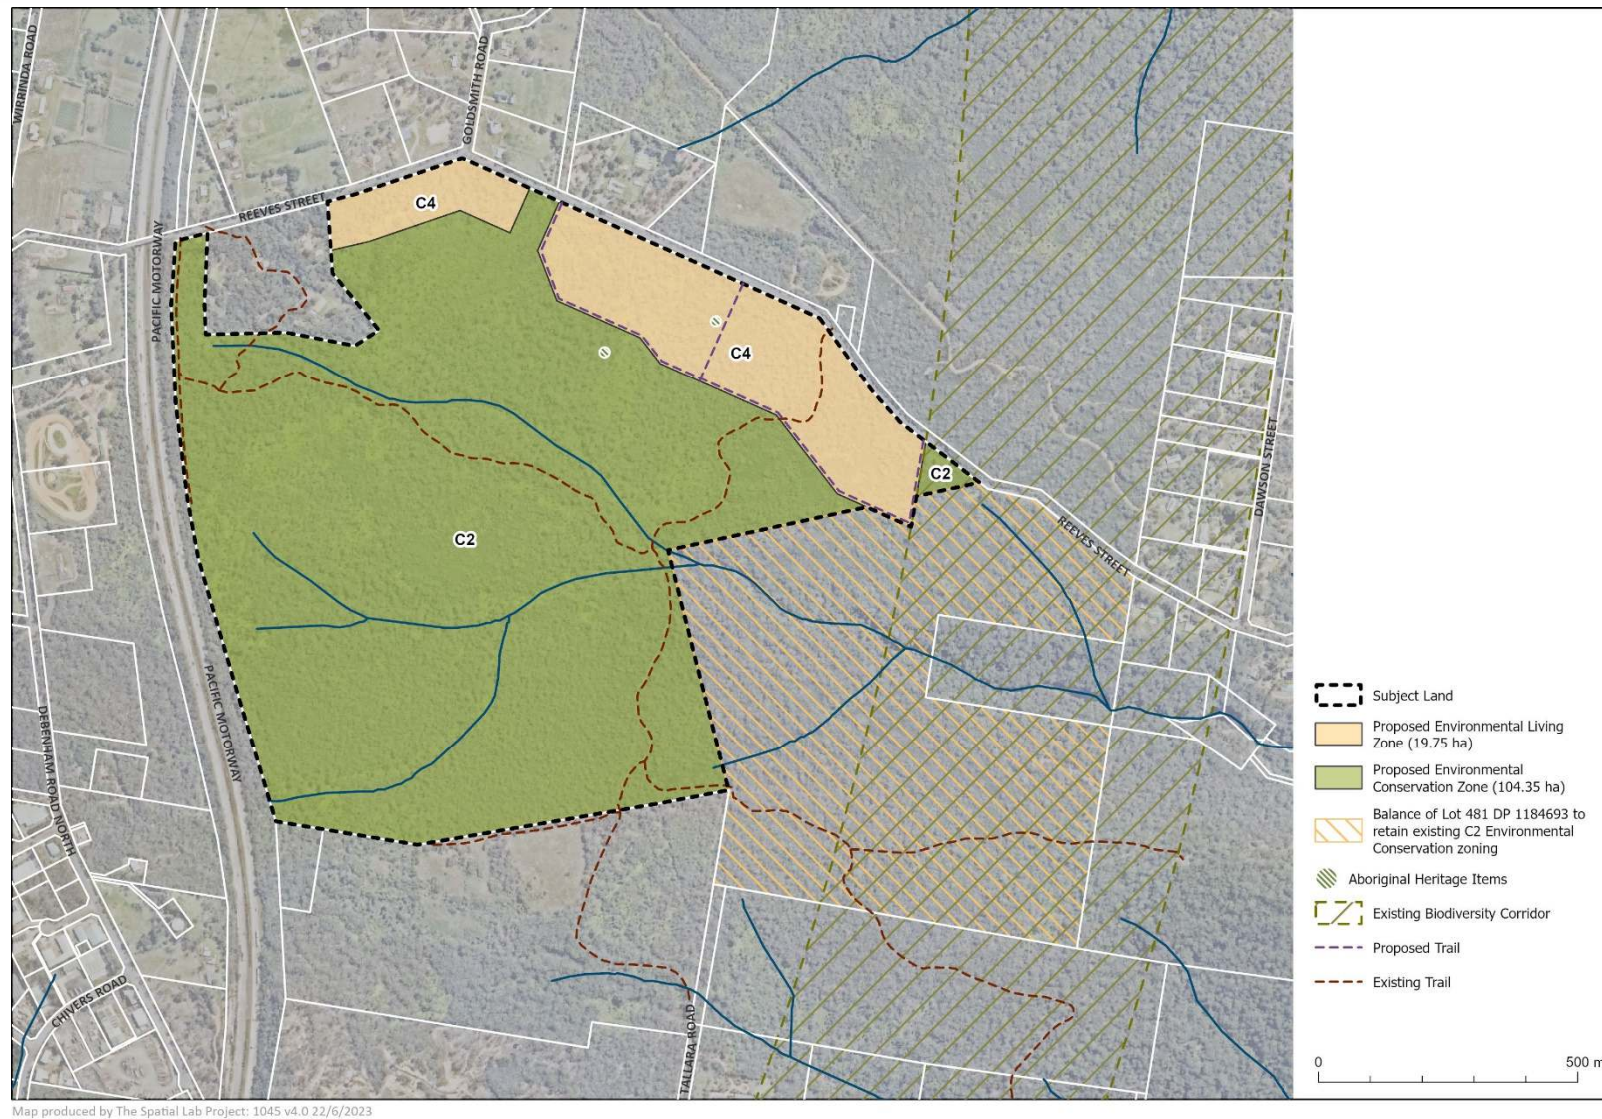 WIRRINDA ROAD
GOLDSMITH ROAD
REEVES STREET
C4
PACIFIC MOTORWAY
C4
C2
DAWSON STREET
C2
REEVES STREET
PACIFIC MOTORWAY
DEBENHAM ROAD NORTH
CHIVERS ROAD
TALLARA ROAD
Subject Land
Proposed Environmental Living
Zone (19.75 ha)
Proposed Environmental
Conservation Zone (104.35 ha)
Balance of Lot 481 DP 1184693 to
retain existing C2 Environmental
Conservation zoning
Aboriginal Heritage Items
Existing Biodiversity Corridor
Proposed Trail
Existing Trail
0 500 m
Map produced by The Spatial Lab Project: 1045 v4.0 22/6/2023